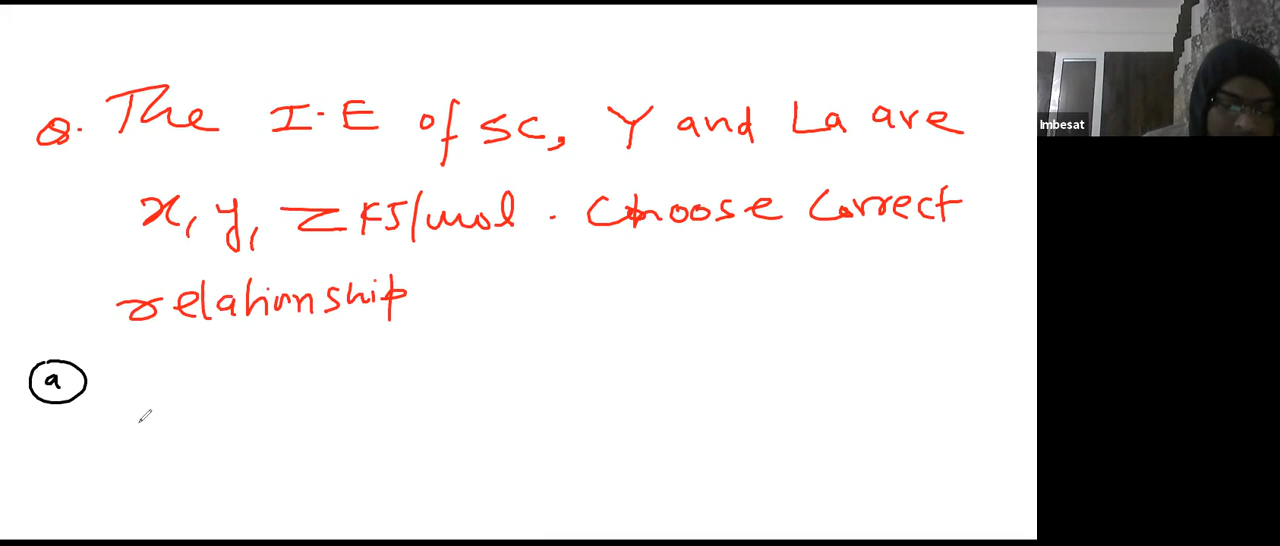 Q. The I.E of SC, Y and La are
x, y, Z KJ/mol. Choose Correct
relationship
a
Imbesat